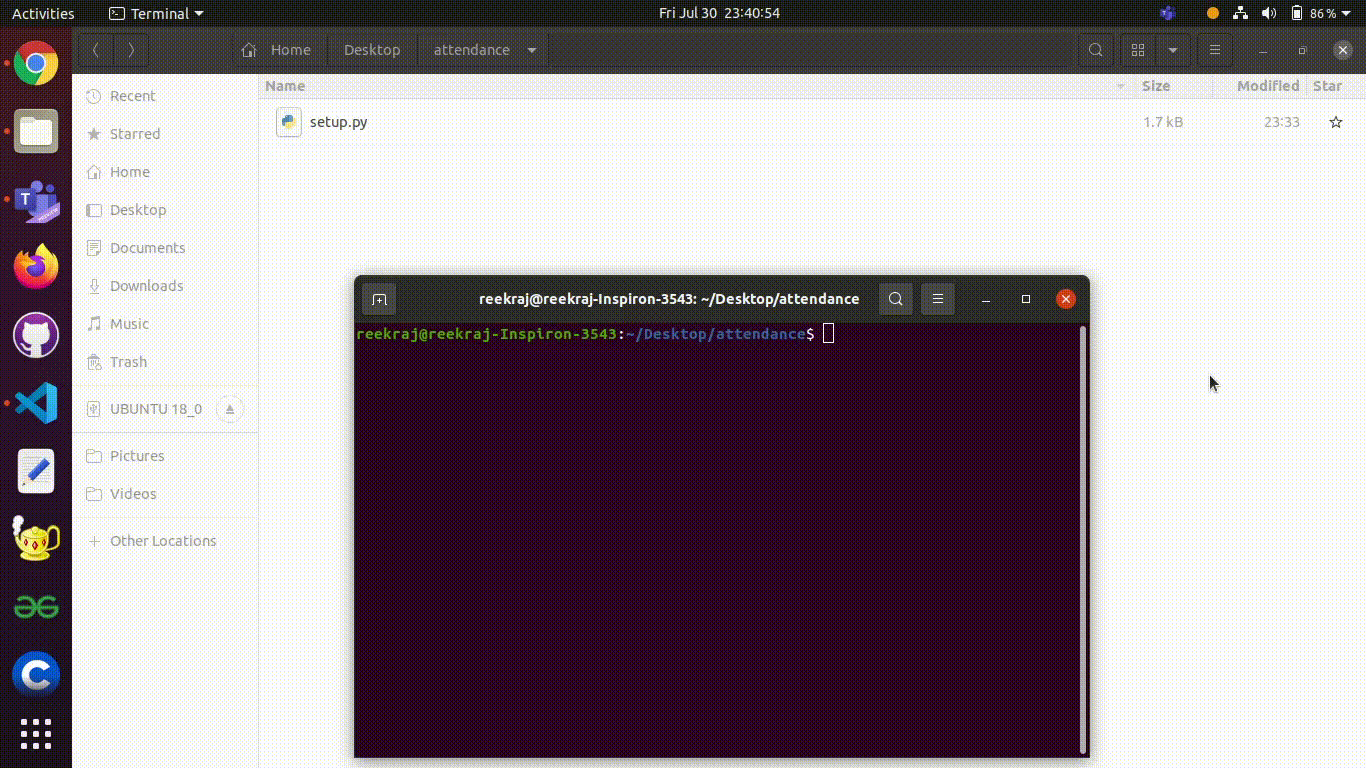 Activities Terminal Fri Jul 30 23:40:54 86%
Home Desktop attendance
Name Size Modified Star
Recent
setup.py 1.7 kB 23:33
Starred
Home
Desktop
Documents
Downloads
Music
Trash
UBUNTU 18_0
Pictures
Videos
Other Locations
reekraj@reekraj-Inspiron-3543: ~/Desktop/attendance
reekraj@reekraj-Inspiron-3543:~/Desktop/attendance$